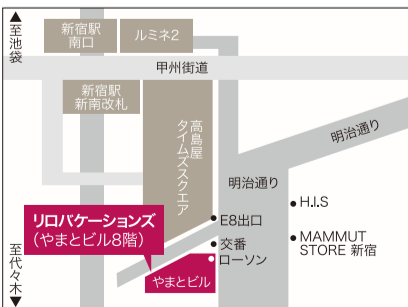 ▲至池袋
新宿駅
南口
ルミネ2
甲州街道
新宿駅
新南改札
高島屋
タイムズスクエア
明治通り
明治通り
リロバケーションズ
(やまとビル8階)
E8出口
H.I.S
交番
MAMMUT
STORE 新宿
ローソン
やまとビル
至代々木▼